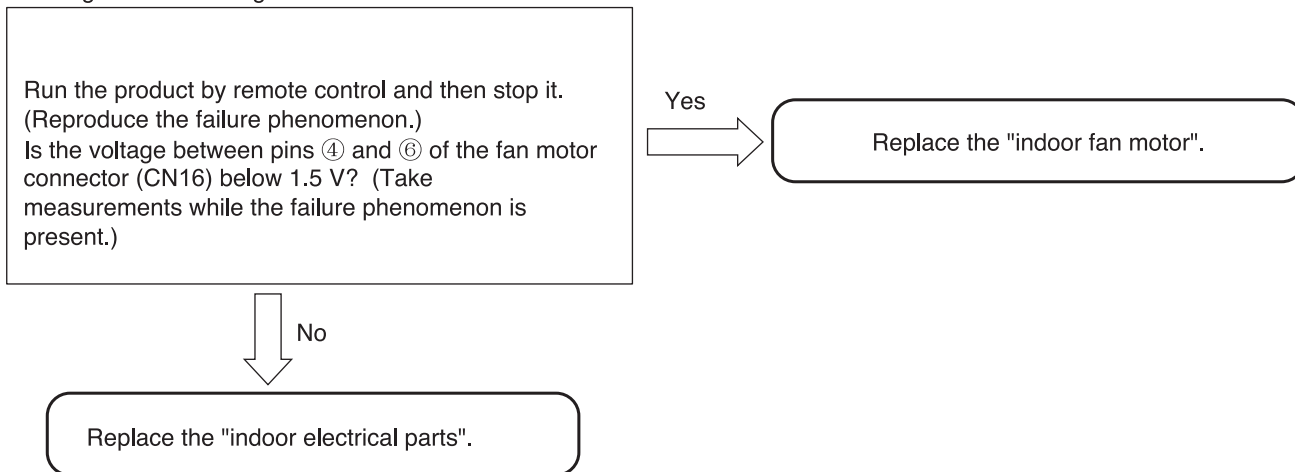 Run the product by remote control and then stop it.
(Reproduce the failure phenomenon.)
Is the voltage between pins ④ and ⑥ of the fan motor
connector (CN16) below 1.5 V?  (Take
measurements while the failure phenomenon is
present.)
Yes
Replace the "indoor fan motor".
No
Replace the "indoor electrical parts".